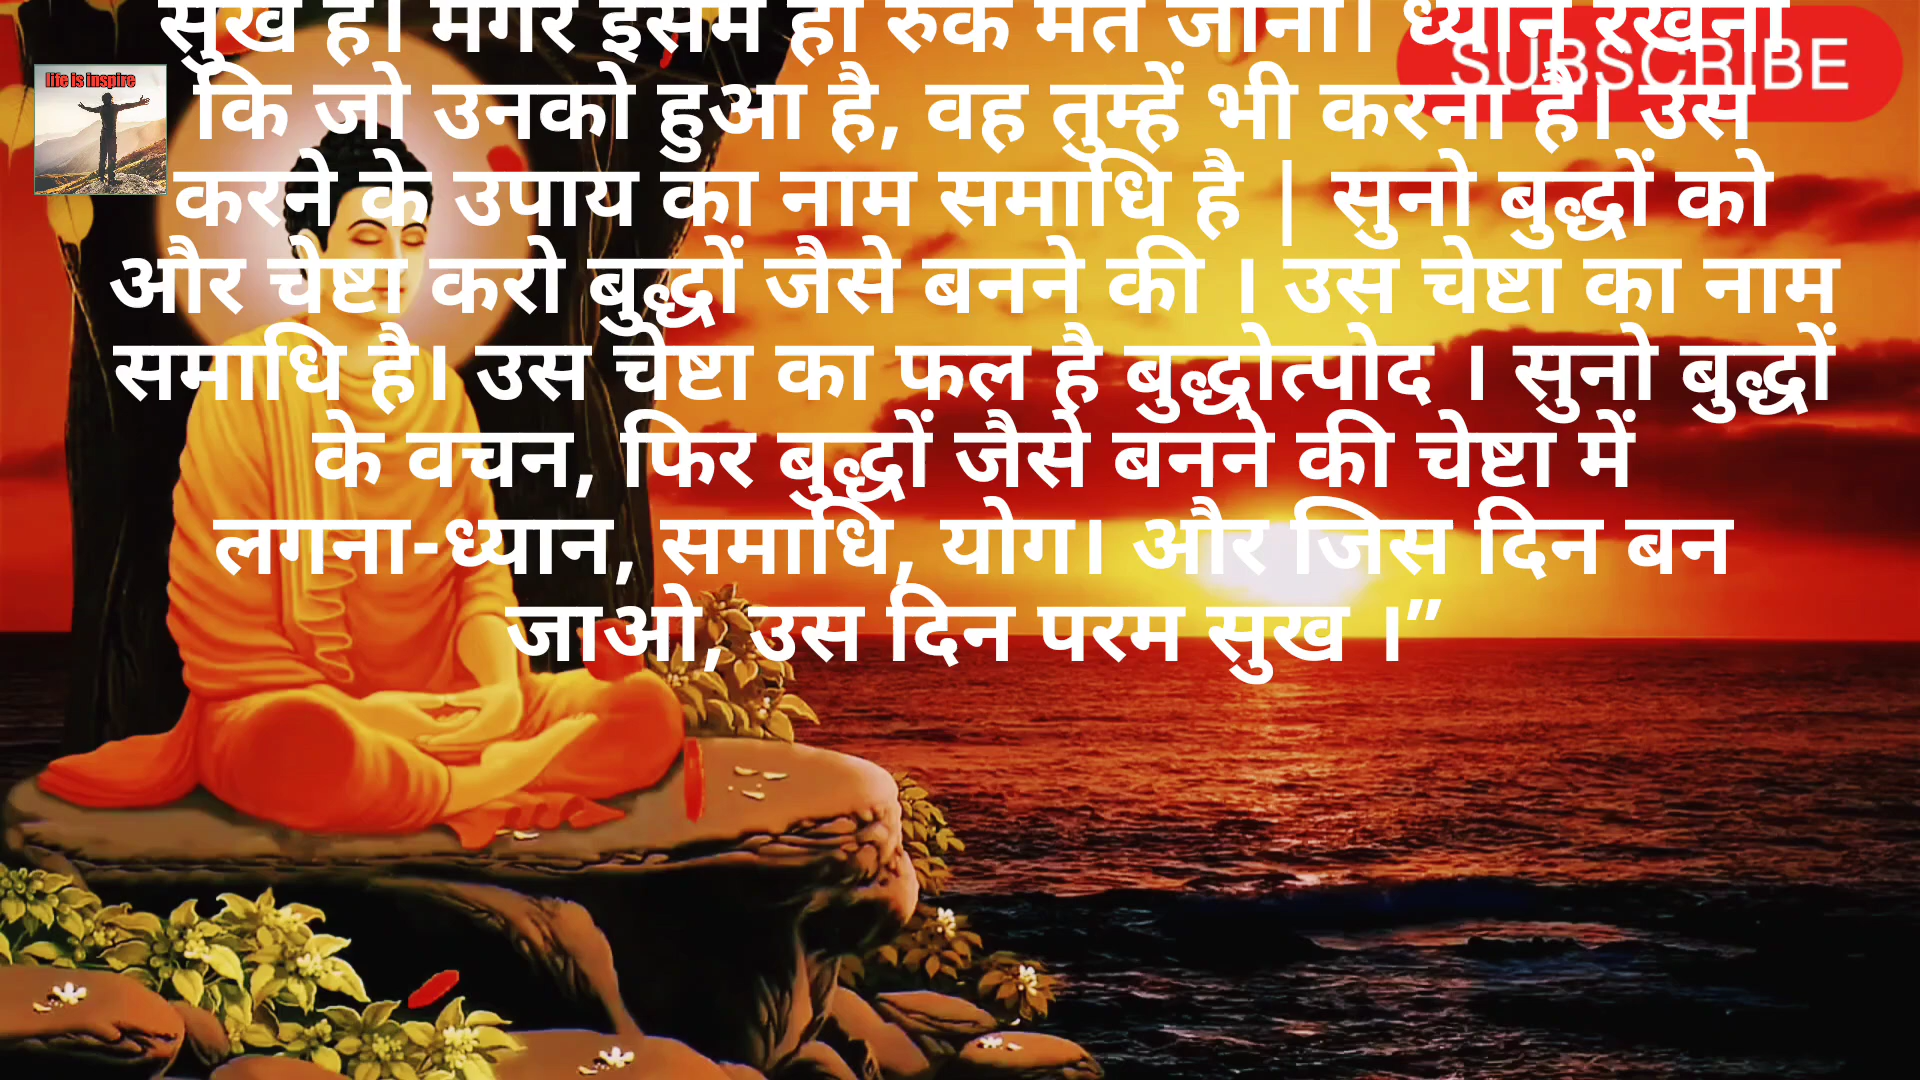 सुख है। मगर इसमें ही रुक मत जाना। ध्यान रखना
SUBSCRIBE
life is inspire
कि जो उनको हुआ है, वह तुम्हें भी करना है। उस
करने के उपाय का नाम समाधि है | सुनो बुद्धों को
और चेष्टा करो बुद्धों जैसे बनने की । उस चेष्टा का नाम
समाधि है। उस चेष्टा का फल है बुद्धोत्पोद । सुनो बुद्धों
के वचन, फिर बुद्धों जैसे बनने की चेष्टा में
लगना-ध्यान, समाधि, योग। और जिस दिन बन
जाओ, उस दिन परम सुख ।”